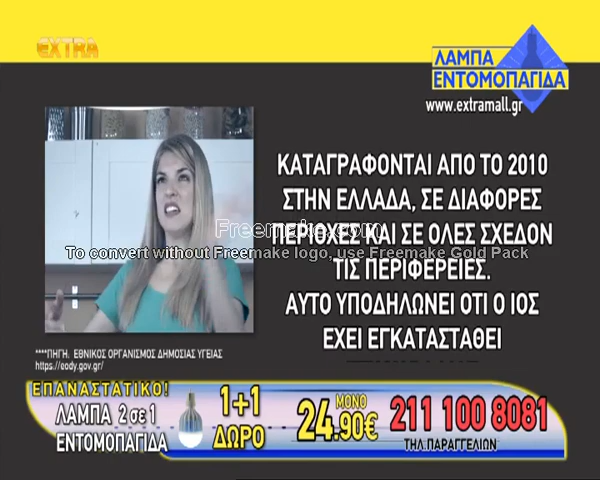 EXTRA
ΛΑΜΠΑ
ΕΝΤΟΜΟΠΑΓΙΔΑ
www.extramall.gr
ΚΑΤΑΓΡΑΦΟΝΤΑΙ ΑΠΟ ΤΟ 2010
ΣΤΗΝ ΕΛΛΑΔΑ, ΣΕ ΔΙΑΦΟΡΕΣ
ΠΕΡΙΟΧΕΣ ΚΑΙ ΣΕ ΟΛΕΣ ΣΧΕΔΟΝ
ΤΙΣ ΠΕΡΙΦΕΡΕΙΕΣ.
ΑΥΤΟ ΥΠΟΔΗΛΩΝΕΙ ΟΤΙ Ο ΙΟΣ
ΕΧΕΙ ΕΓΚΑΤΑΣΤΑΘΕΙ
Freemake.com
To convert without Freemake logo, use Freemake Gold Pack
****ΠΗΓΗ. ΕΘΝΙΚΟΣ ΟΡΓΑΝΙΣΜΟΣ ΔΗΜΟΣΙΑΣ ΥΓΕΙΑΣ
https://eody.gov.gr/
ΕΠΑΝΑΣΤΑΤΙΚΟ!
ΛΑΜΠΑ 2 σε 1
ΕΝΤΟΜΟΠΑΓΙΔΑ
1+1
ΔΩΡΟ
ΜΟΝΟ
24.90€
211 100 8081
ΤΗΛ.ΠΑΡΑΓΓΕΛΙΩΝ